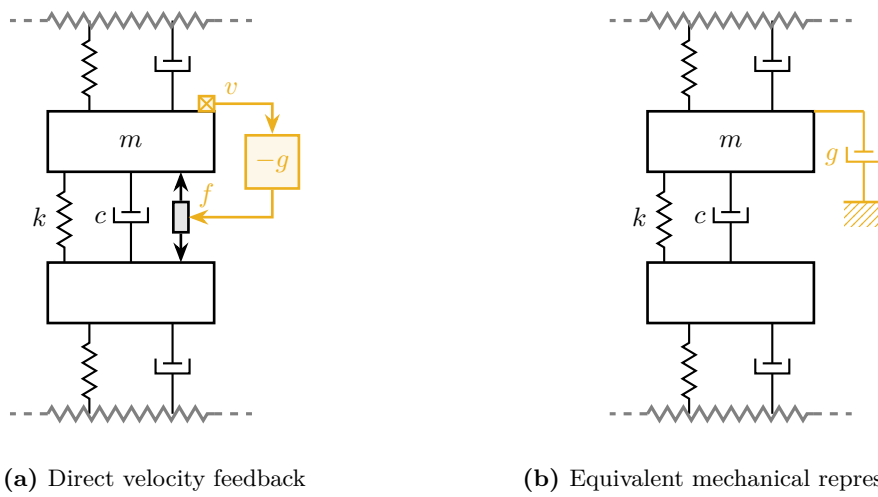 v
m
−g
f
k
c
(a) Direct velocity feedback
m
g
k
c
(b) Equivalent mechanical repres